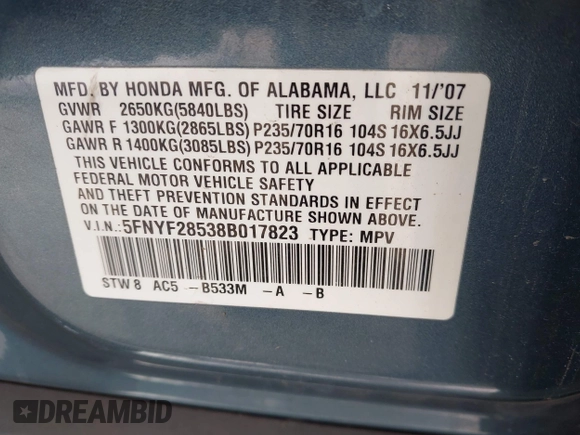 MFD. BY HONDA MFG. OF ALABAMA, LLC 11/'07
GVWR 2650KG(5840LBS) TIRE SIZE RIM SIZE
GAWR F 1300KG(2865LBS) P235/70R16 104S 16X6.5JJ
GAWR R 1400KG(3085LBS) P235/70R16 104S 16X6.5JJ
THIS VEHICLE CONFORMS TO ALL APPLICABLE
FEDERAL MOTOR VEHICLE SAFETY
AND THEFT PREVENTION STANDARDS IN EFFECT
ON THE DATE OF MANUFACTURE SHOWN ABOVE.
V.I.N.: 5FNYF28538B017823 TYPE: MPV
STW 8 AC5 -B533M -A -B
DREAMBID